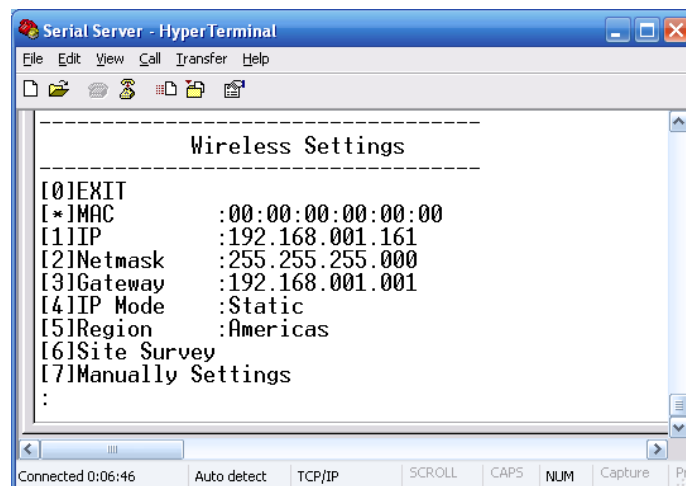 Serial Server - HyperTerminal
File Edit View Call Transfer Help
Wireless Settings
[0]EXIT
[*]MAC :00:00:00:00:00:00
[1]IP :192.168.001.161
[2]Netmask :255.255.255.000
[3]Gateway :192.168.001.001
[4]IP Mode :Static
[5]Region :Americas
[6]Site Survey
[7]Manually Settings
:
Connected 0:06:46 Auto detect TCP/IP SCROLL CAPS NUM Capture